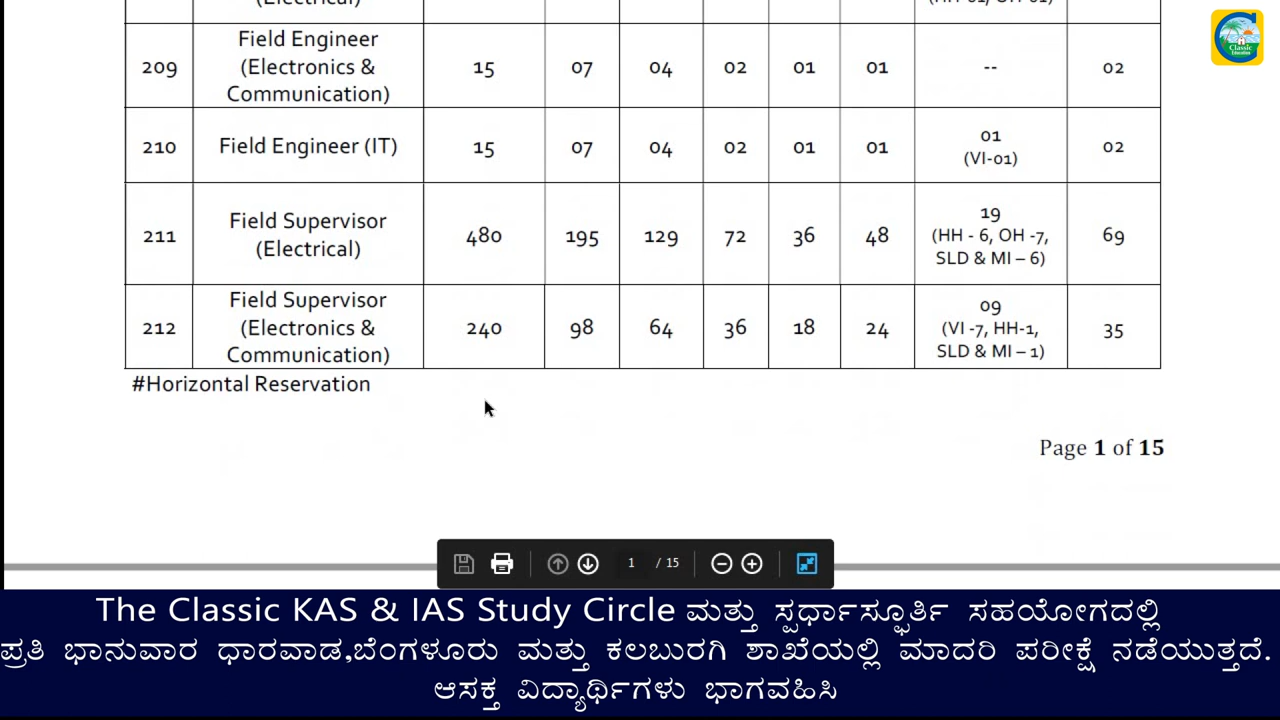 (Electrical)
209 Field Engineer (Electronics & Communication) 15 07 04 02 01 01 -- 02
210 Field Engineer (IT) 15 07 04 02 01 01 01 (VI-01) 02
211 Field Supervisor (Electrical) 480 195 129 72 36 48 19 (HH - 6, OH -7, SLD & MI – 6) 69
212 Field Supervisor (Electronics & Communication) 240 98 64 36 18 24 09 (VI -7, HH-1, SLD & MI – 1) 35
#Horizontal Reservation
Page 1 of 15
1 / 15
The Classic KAS & IAS Study Circle ಮತ್ತು ಸ್ಪರ್ಧಾಸ್ಫೂರ್ತಿ ಸಹಯೋಗದಲ್ಲಿ
ಪ್ರತಿ ಭಾನುವಾರ ಧಾರವಾಡ,ಬೆಂಗಳೂರು ಮತ್ತು ಕಲಬುರಗಿ ಶಾಖೆಯಲ್ಲಿ ಮಾದರಿ ಪರೀಕ್ಷೆ ನಡೆಯುತ್ತದೆ.
ಆಸಕ್ತ ವಿದ್ಯಾರ್ಥಿಗಳು ಭಾಗವಹಿಸಿ
Classic
Education